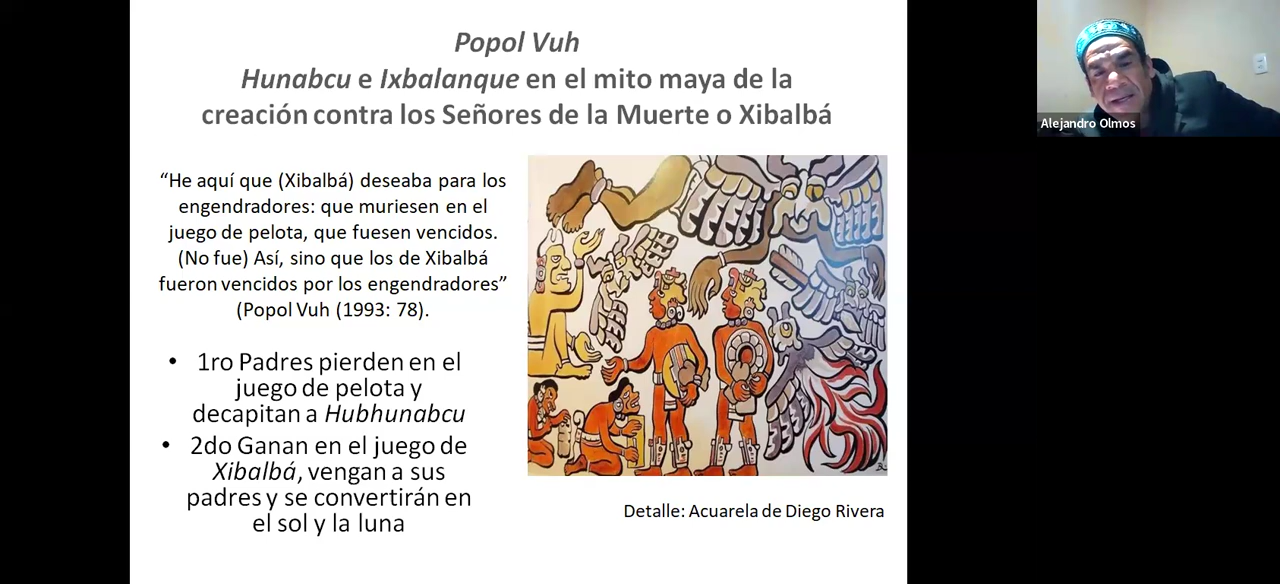 Popol Vuh
Hunabcu e Ixbalanque en el mito maya de la
creación contra los Señores de la Muerte o Xibalbá
“He aquí que (Xibalbá) deseaba para los
engendradores: que muriesen en el
juego de pelota, que fuesen vencidos.
(No fue) Así, sino que los de Xibalbá
fueron vencidos por los engendradores”
(Popol Vuh (1993: 78).
• 1ro Padres pierden en el
juego de pelota y
decapitan a Hubhunabcu
• 2do Ganan en el juego de
Xibalbá, vengan a sus
padres y se convertirán en
el sol y la luna
Detalle: Acuarela de Diego Rivera
Alejandro Olmos